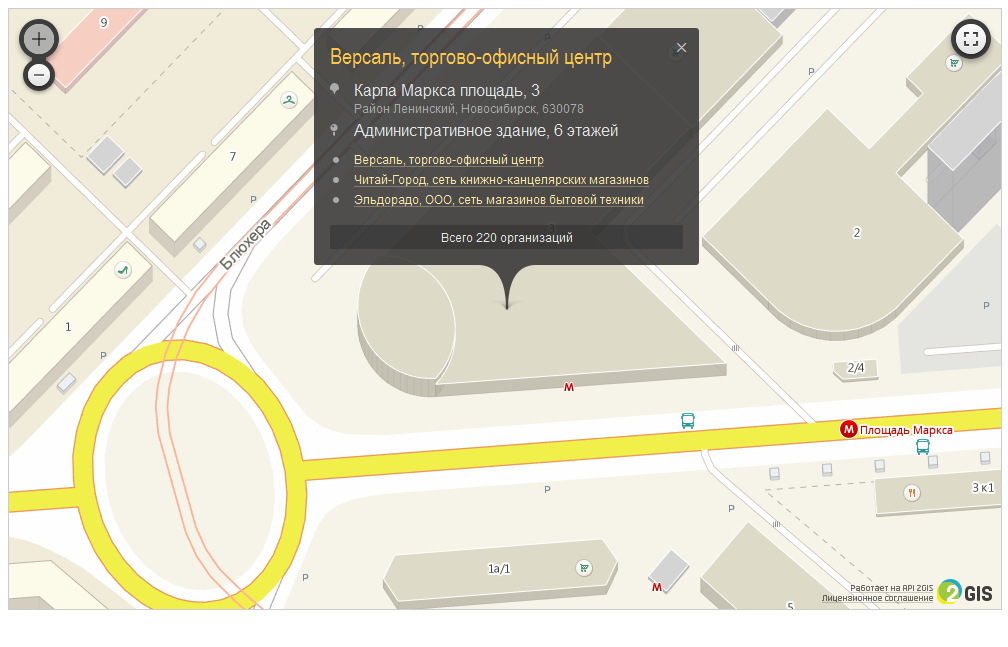 9
Версаль, торгово-офисный центр
Карла Маркса площадь, 3
Район Ленинский, Новосибирск, 630078
Административное здание, 6 этажей
Версаль, торгово-офисный центр
Читай-Город, сеть книжно-канцелярских магазинов
Эльдорадо, ООО, сеть магазинов бытовой техники
Всего 220 организаций
P
7
P
Блюхера
2
P
1
P
2/4
М
М Площадь Маркса
P
3 к1
P
1а/1
P
М
5
Работает на API 2GIS
Лицензионное соглашение
2GIS